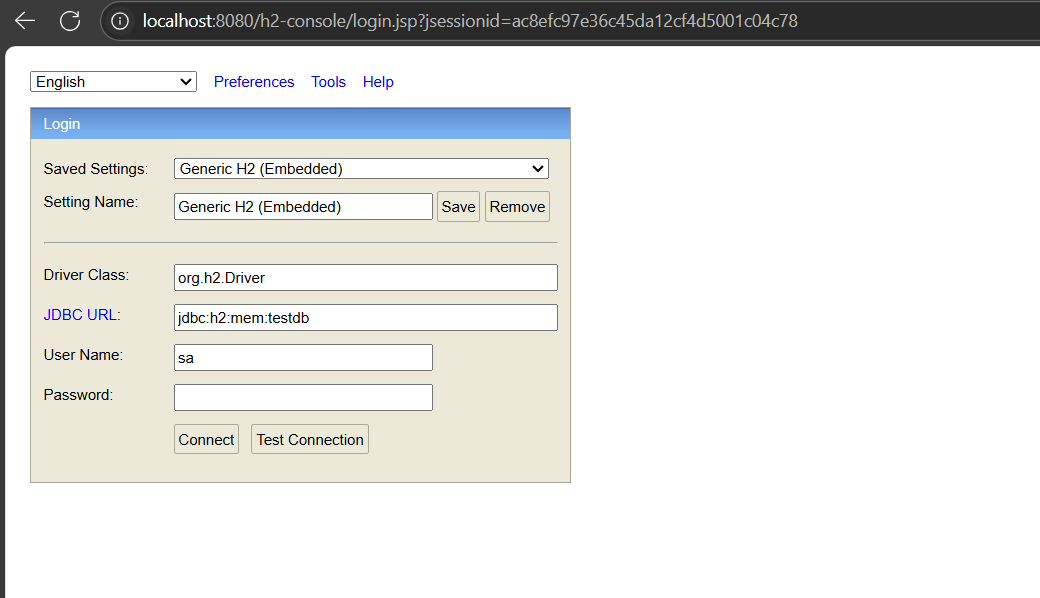 localhost:8080/h2-console/login.jsp?jsessionid=ac8efc97e36c45da12cf4d5001c04c78
English Preferences Tools Help
Login
Saved Settings: Generic H2 (Embedded)
Setting Name: Generic H2 (Embedded) Save Remove
Driver Class: org.h2.Driver
JDBC URL: jdbc:h2:mem:testdb
User Name: sa
Password:
Connect Test Connection